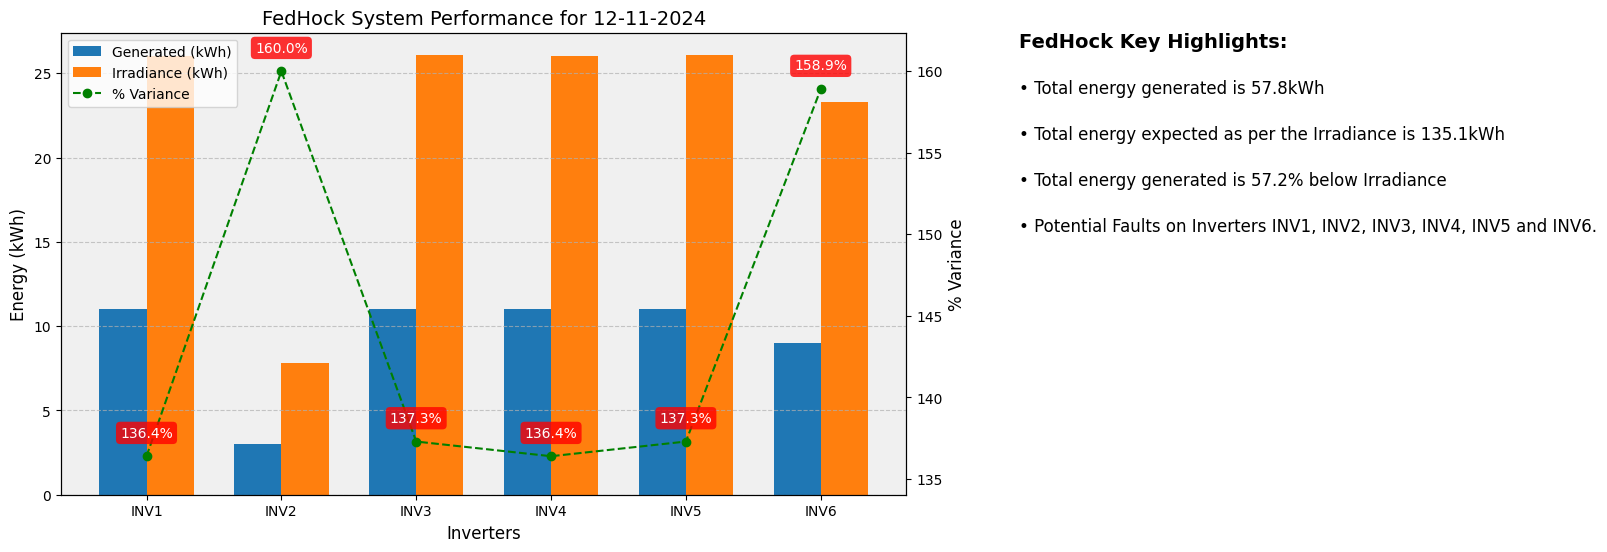 FedHock System Performance for 12-11-2024
Generated (kWh)
Irradiance (kWh)
% Variance
Energy (kWh)
25
20
15
10
5
0
136.4%
160.0%
137.3%
136.4%
137.3%
158.9%
INV1
INV2
INV3
INV4
INV5
INV6
Inverters
160
155
150
145
140
135
% Variance
FedHock Key Highlights:
• Total energy generated is 57.8kWh
• Total energy expected as per the Irradiance is 135.1kWh
• Total energy generated is 57.2% below Irradiance
• Potential Faults on Inverters INV1, INV2, INV3, INV4, INV5 and INV6.